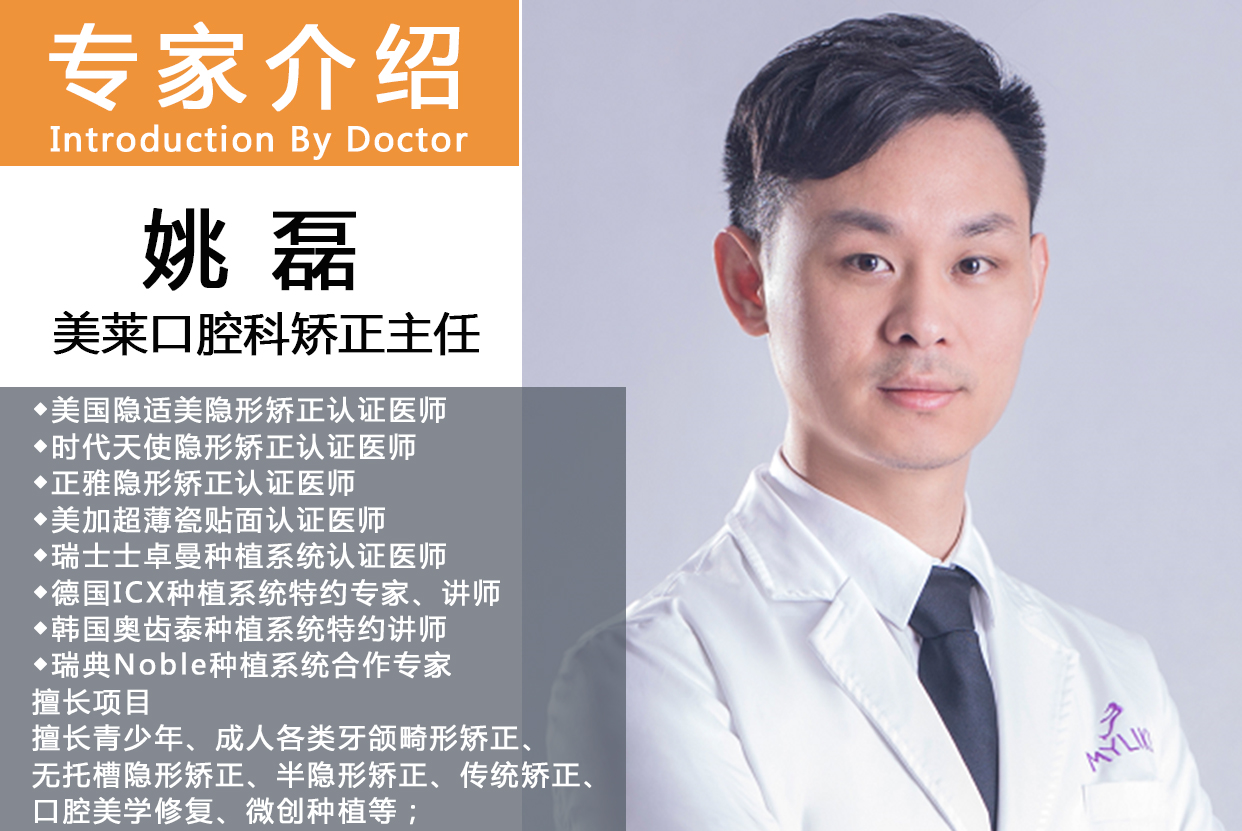 专家介绍
Introduction By Doctor
姚磊
美莱口腔科矫正主任
◆美国隐适美隐形矫正认证医师
◆时代天使隐形矫正认证医师
◆正雅隐形矫正认证医师
◆美加超薄瓷贴面认证医师
◆瑞士士卓曼种植系统认证医师
◆德国ICX种植系统特约专家、讲师
◆韩国奥齿泰种植系统特约讲师
◆瑞典Noble种植系统合作专家
擅长项目
擅长青少年、成人各类牙颌畸形矫正、
无托槽隐形矫正、半隐形矫正、传统矫正、
口腔美学修复、微创种植等；
MYLIKE